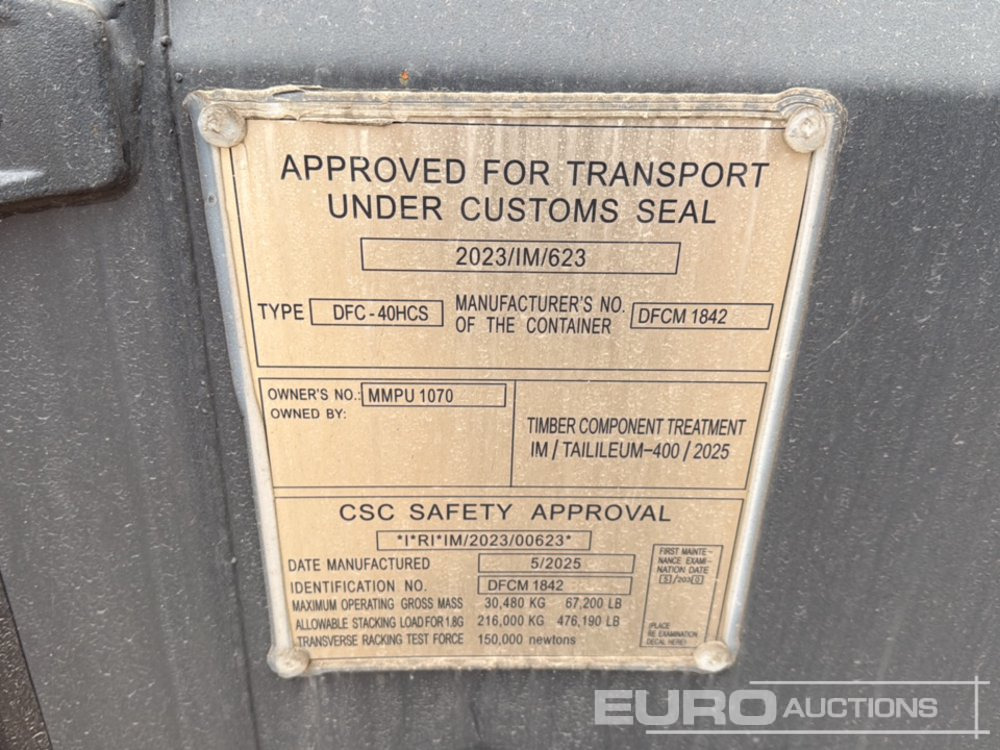 APPROVED FOR TRANSPORT
UNDER CUSTOMS SEAL
2023/IM/623
TYPE DFC-40HCS
MANUFACTURER'S NO.
OF THE CONTAINER
DFCM 1842
OWNER'S NO.: MMPU 1070
OWNED BY:
TIMBER COMPONENT TREATMENT
IM/TAILILEUM-400/2025
CSC SAFETY APPROVAL
*I*RI*IM/2023/00623*
DATE MANUFACTURED 5/2025
IDENTIFICATION NO. DFCM 1842
MAXIMUM OPERATING GROSS MASS 30,480 KG 67,200 LB
ALLOWABLE STACKING LOAD FOR 1.8G 216,000 KG 476,190 LB
TRANSVERSE RACKING TEST FORCE 150,000 newtons
FIRST MAINTE-
NANCE EXAMI-
NATION DATE
5/2030
(PLACE
RE EXAMINATION
DECAL HERE)
EURO AUCTIONS